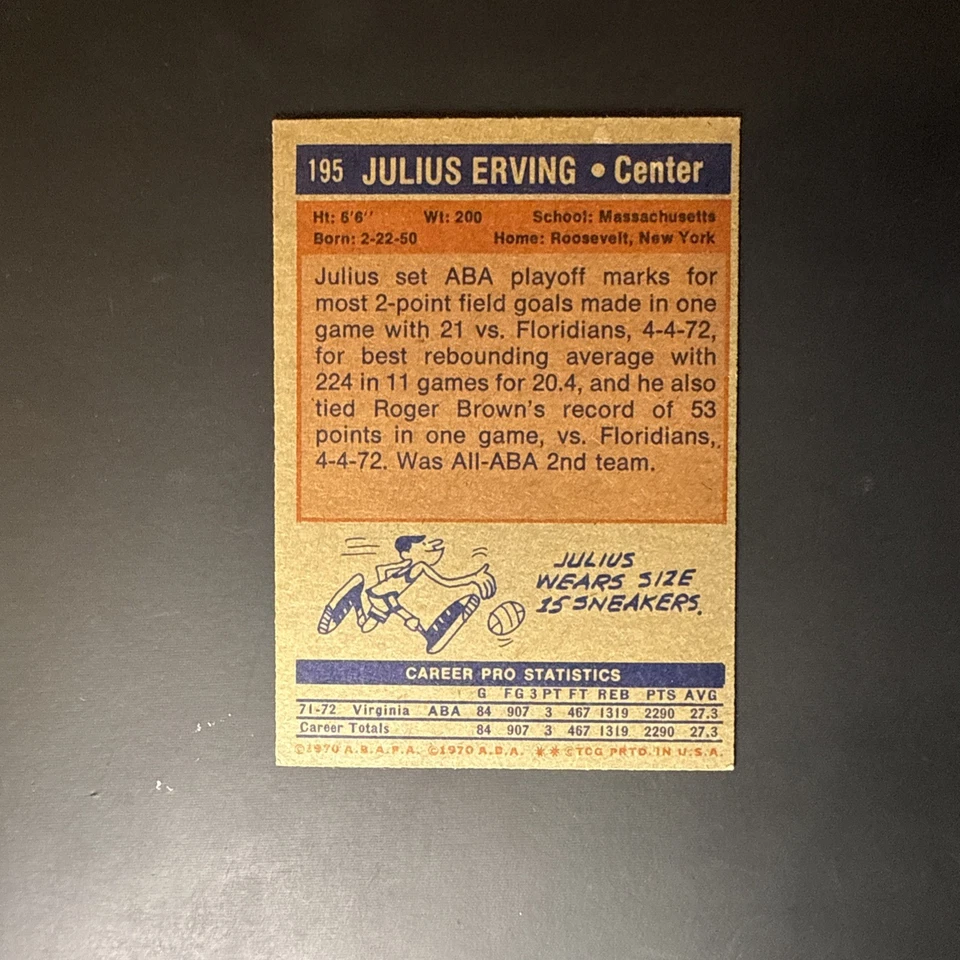 195 JULIUS ERVING • Center
Ht: 6'6'' Wt: 200 School: Massachusetts
Born: 2-22-50 Home: Roosevelt, New York
Julius set ABA playoff marks for
most 2-point field goals made in one
game with 21 vs. Floridians, 4-4-72,
for best rebounding average with
224 in 11 games for 20.4, and he also
tied Roger Brown's record of 53
points in one game, vs. Floridians,
4-4-72. Was All-ABA 2nd team.
JULIUS
WEARS SIZE
15 SNEAKERS.
CAREER PRO STATISTICS
G FG 3 PT FT REB PTS AVG
71-72 Virginia ABA 84 907 3 467 1319 2290 27.3
Career Totals 84 907 3 467 1319 2290 27.3
©1970 A.B.A.P.A. ©1970 A.B.A. ** ©TCG PRTD. IN U.S.A.